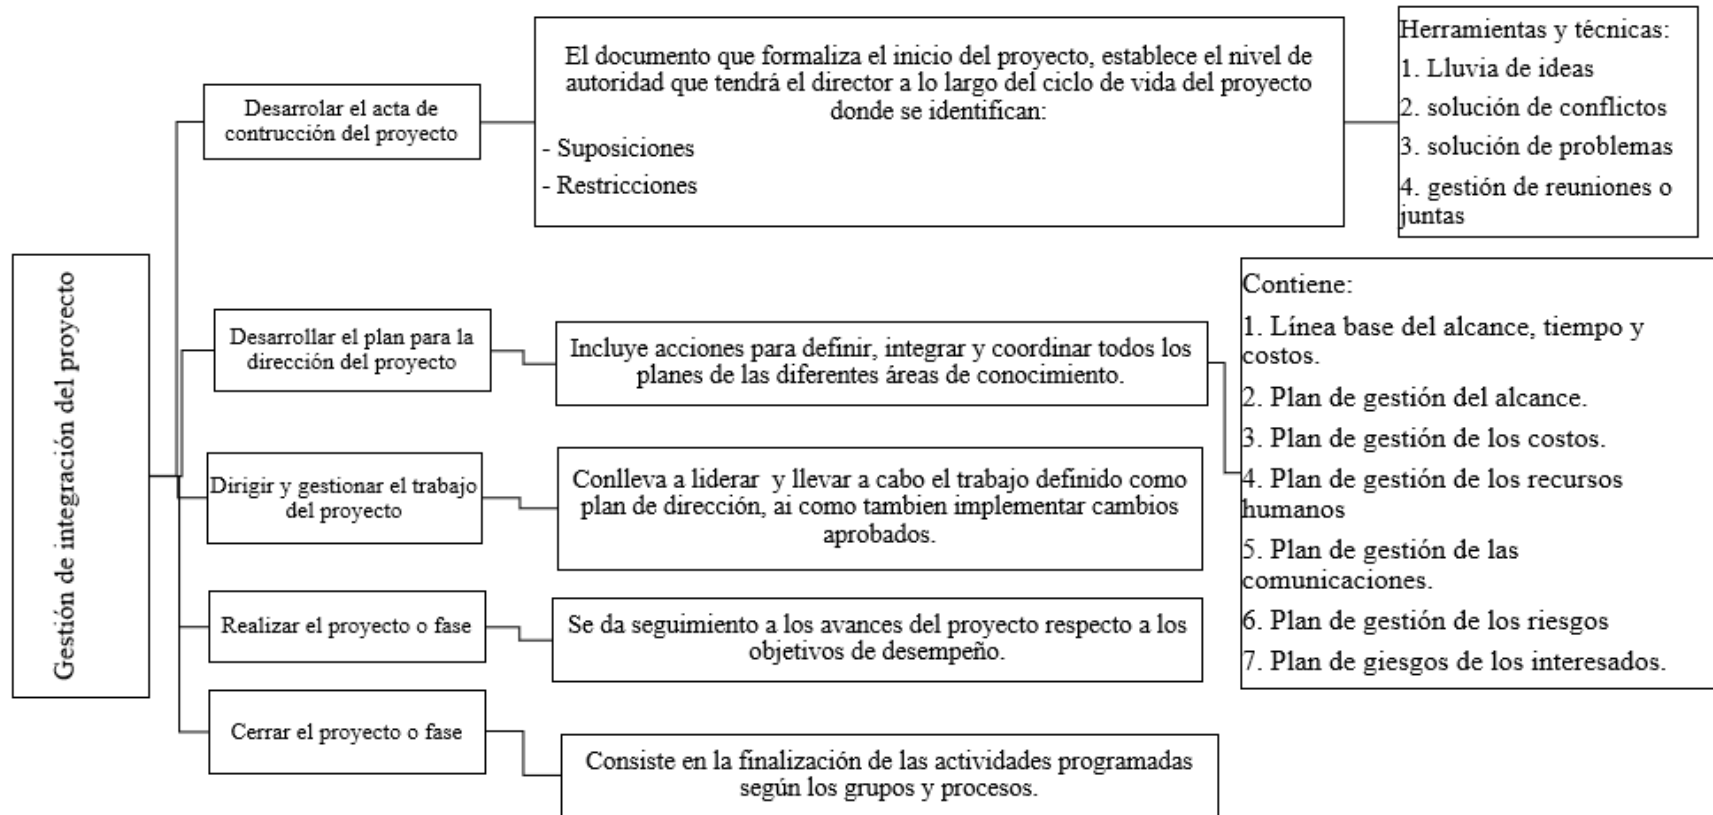 Gestión de integración del proyecto
Desarrolar el acta de
contrucción del proyecto
El documento que formaliza el inicio del proyecto, establece el nivel de
autoridad que tendrá el director a lo largo del ciclo de vida del proyecto
donde se identifican:
- Suposiciones
- Restricciones
Herramientas y técnicas:
1. Lluvia de ideas
2. solución de conflictos
3. solución de problemas
4. gestión de reuniones o
juntas
Desarrollar el plan para la
dirección del proyecto
Incluye acciones para definir, integrar y coordinar todos los
planes de las diferentes áreas de conocimiento.
Contiene:
1. Línea base del alcance, tiempo y
costos.
2. Plan de gestión del alcance.
3. Plan de gestión de los costos.
4. Plan de gestión de los recursos
humanos
5. Plan de gestión de las
comunicaciones.
6. Plan de gestión de los riesgos
7. Plan de giesgos de los interesados.
Dirigir y gestionar el trabajo
del proyecto
Conlleva a liderar y llevar a cabo el trabajo definido como
plan de dirección, ai como tambien implementar cambios
aprobados.
Realizar el proyecto o fase
Se da seguimiento a los avances del proyecto respecto a los
objetivos de desempeño.
Cerrar el proyecto o fase
Consiste en la finalización de las actividades programadas
según los grupos y procesos.